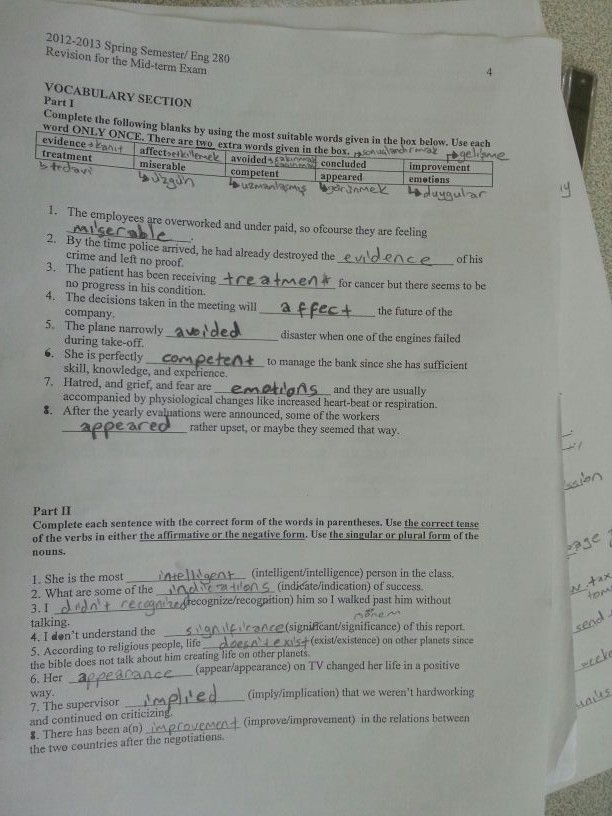 2012-2013 Spring Semester/ Eng 280
Revision for the Mid-term Exam
4
VOCABULARY SECTION
Part I
Complete the following blanks by using the most suitable words given in the box below. Use each
word ONLY ONCE. There are two extra words given in the box. sonuçlandırmak gelişme
evidence kanıt affect etkilemek avoided concluded improvement
treatment miserable competent appeared emotions
tedavi üzgün uzmanlaşmış görünmek duygular
1. The employees are overworked and under paid, so ofcourse they are feeling
miserable.
2. By the time police arrived, he had already destroyed the evidence of his
crime and left no proof.
3. The patient has been receiving treatment for cancer but there seems to be
no progress in his condition.
4. The decisions taken in the meeting will affect the future of the
company.
5. The plane narrowly avoided disaster when one of the engines failed
during take-off.
6. She is perfectly competent to manage the bank since she has sufficient
skill, knowledge, and experience.
7. Hatred, and grief, and fear are emotions and they are usually
accompanied by physiological changes like increased heart-beat or respiration.
8. After the yearly evaluations were announced, some of the workers
appeared rather upset, or maybe they seemed that way.
Part II
Complete each sentence with the correct form of the words in parentheses. Use the correct tense
of the verbs in either the affirmative or the negative form. Use the singular or plural form of the
nouns.
1. She is the most intelligent (intelligent/intelligence) person in the class.
2. What are some of the indications (indicate/indication) of success.
3. I didn't recognized (recognize/recognition) him so I walked past him without
talking.
4. I don't understand the significance (significant/significance) of this report.
5. According to religious people, life doesn't exist (exist/existence) on other planets since
the bible does not talk about him creating life on other planets.
6. Her appearance (appear/appearance) on TV changed her life in a positive
way.
7. The supervisor implied (imply/implication) that we weren't hardworking
and continued on criticizing.
8. There has been a(n) improvement (improve/improvement) in the relations between
the two countries after the negotiations.